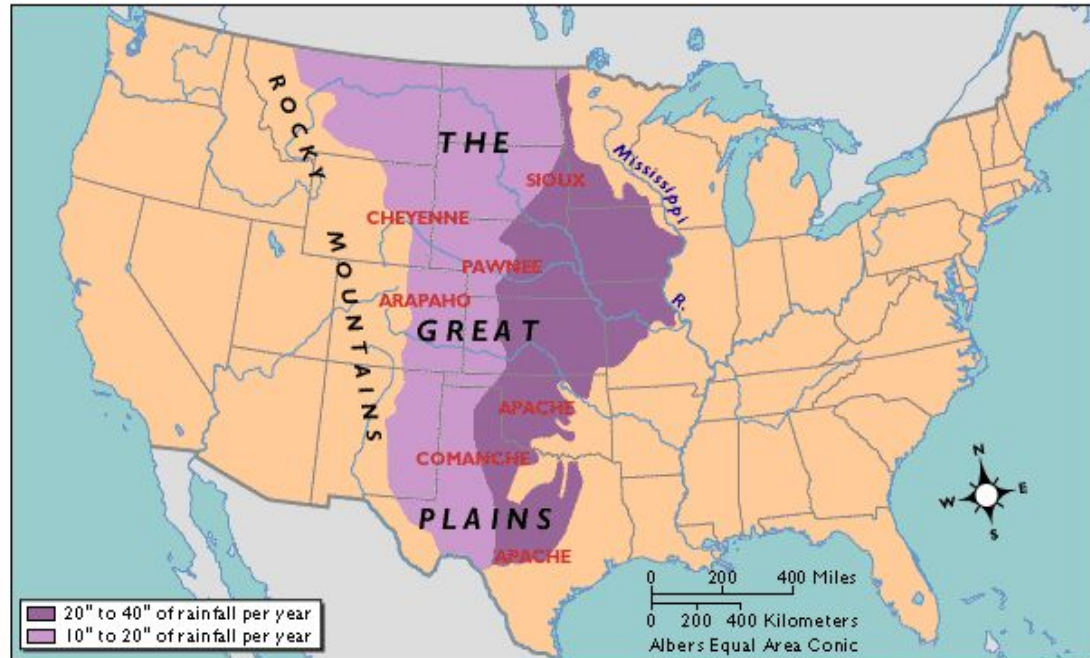 ROCKY
MOUNTAINS
THE
GREAT
PLAINS
SIOUX
CHEYENNE
PAWNEE
ARAPAHO
APACHE
COMANCHE
APACHE
Mississippi
R.
N
W
E
S
0 200 400 Miles
0 200 400 Kilometers
Albers Equal Area Conic
20" to 40" of rainfall per year
10" to 20" of rainfall per year